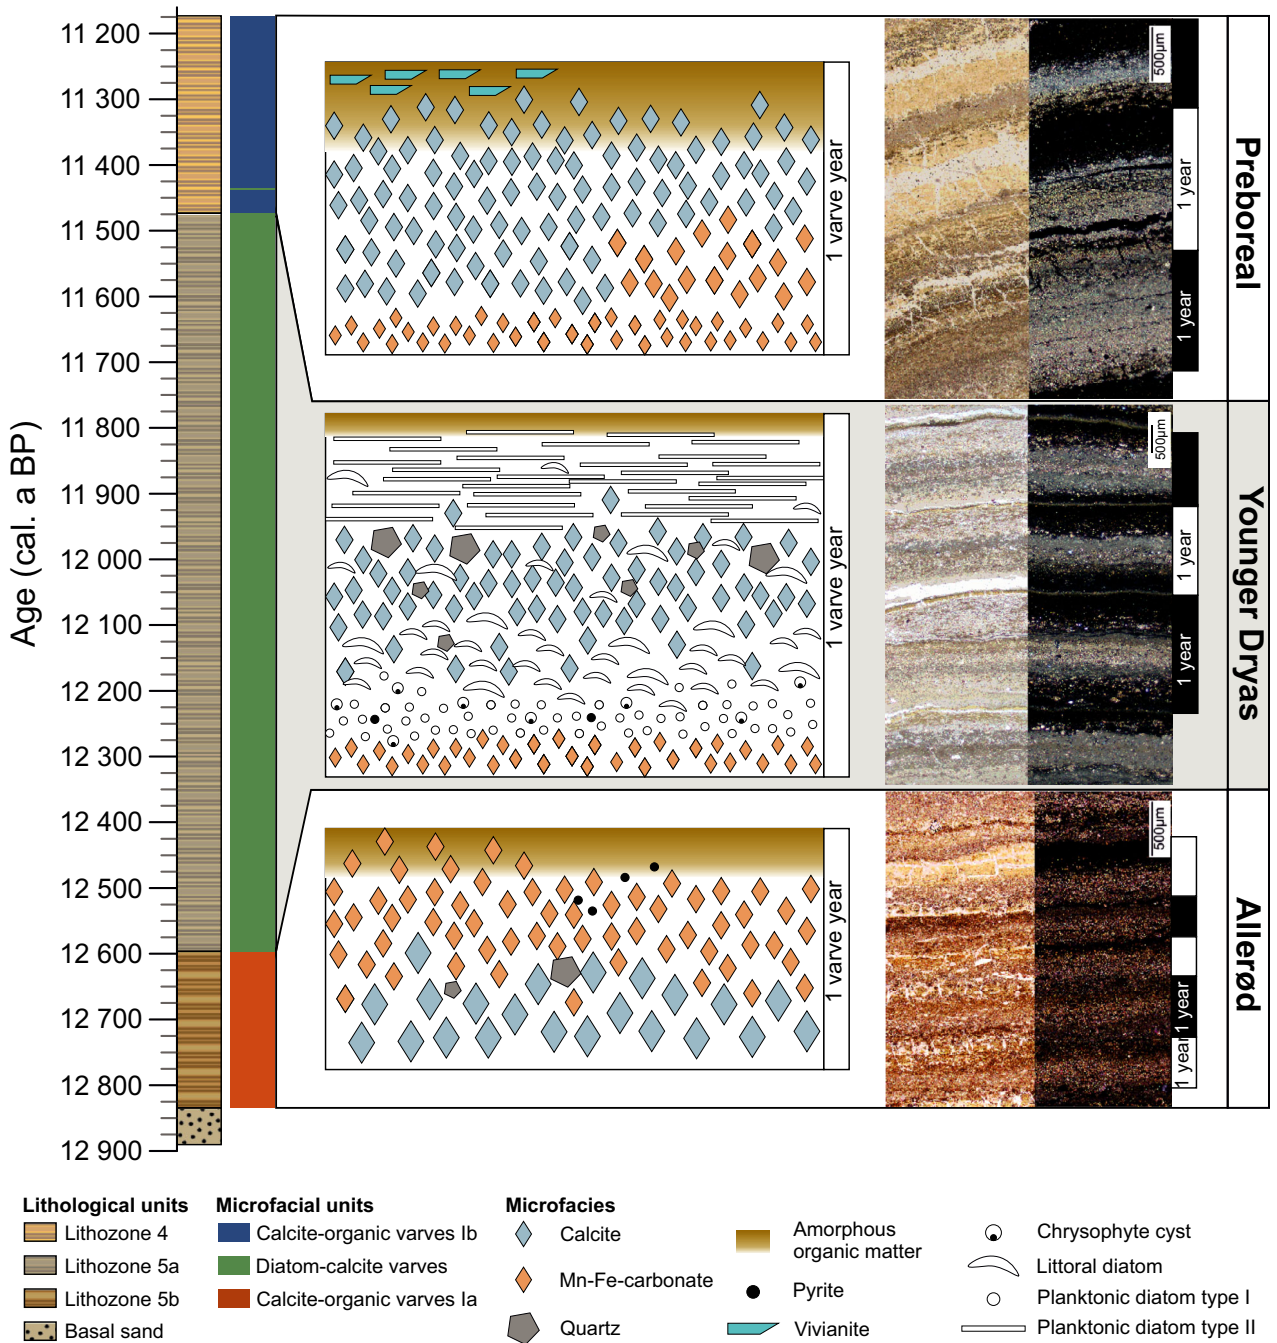 Age (cal. a BP)
11 200
11 300
11 400
11 500
11 600
11 700
11 800
11 900
12 000
12 100
12 200
12 300
12 400
12 500
12 600
12 700
12 800
12 900
1 varve year
500µm
1 year
1 year
Preboreal
1 varve year
500µm
1 year
1 year
Younger Dryas
1 varve year
500µm
1 year
1 year
Allerød
Lithological units
Lithozone 4
Lithozone 5a
Lithozone 5b
Basal sand
Microfacial units
Calcite-organic varves Ib
Diatom-calcite varves
Calcite-organic varves Ia
Microfacies
Calcite
Mn-Fe-carbonate
Quartz
Amorphous
organic matter
Pyrite
Vivianite
Chrysophyte cyst
Littoral diatom
Planktonic diatom type I
Planktonic diatom type II